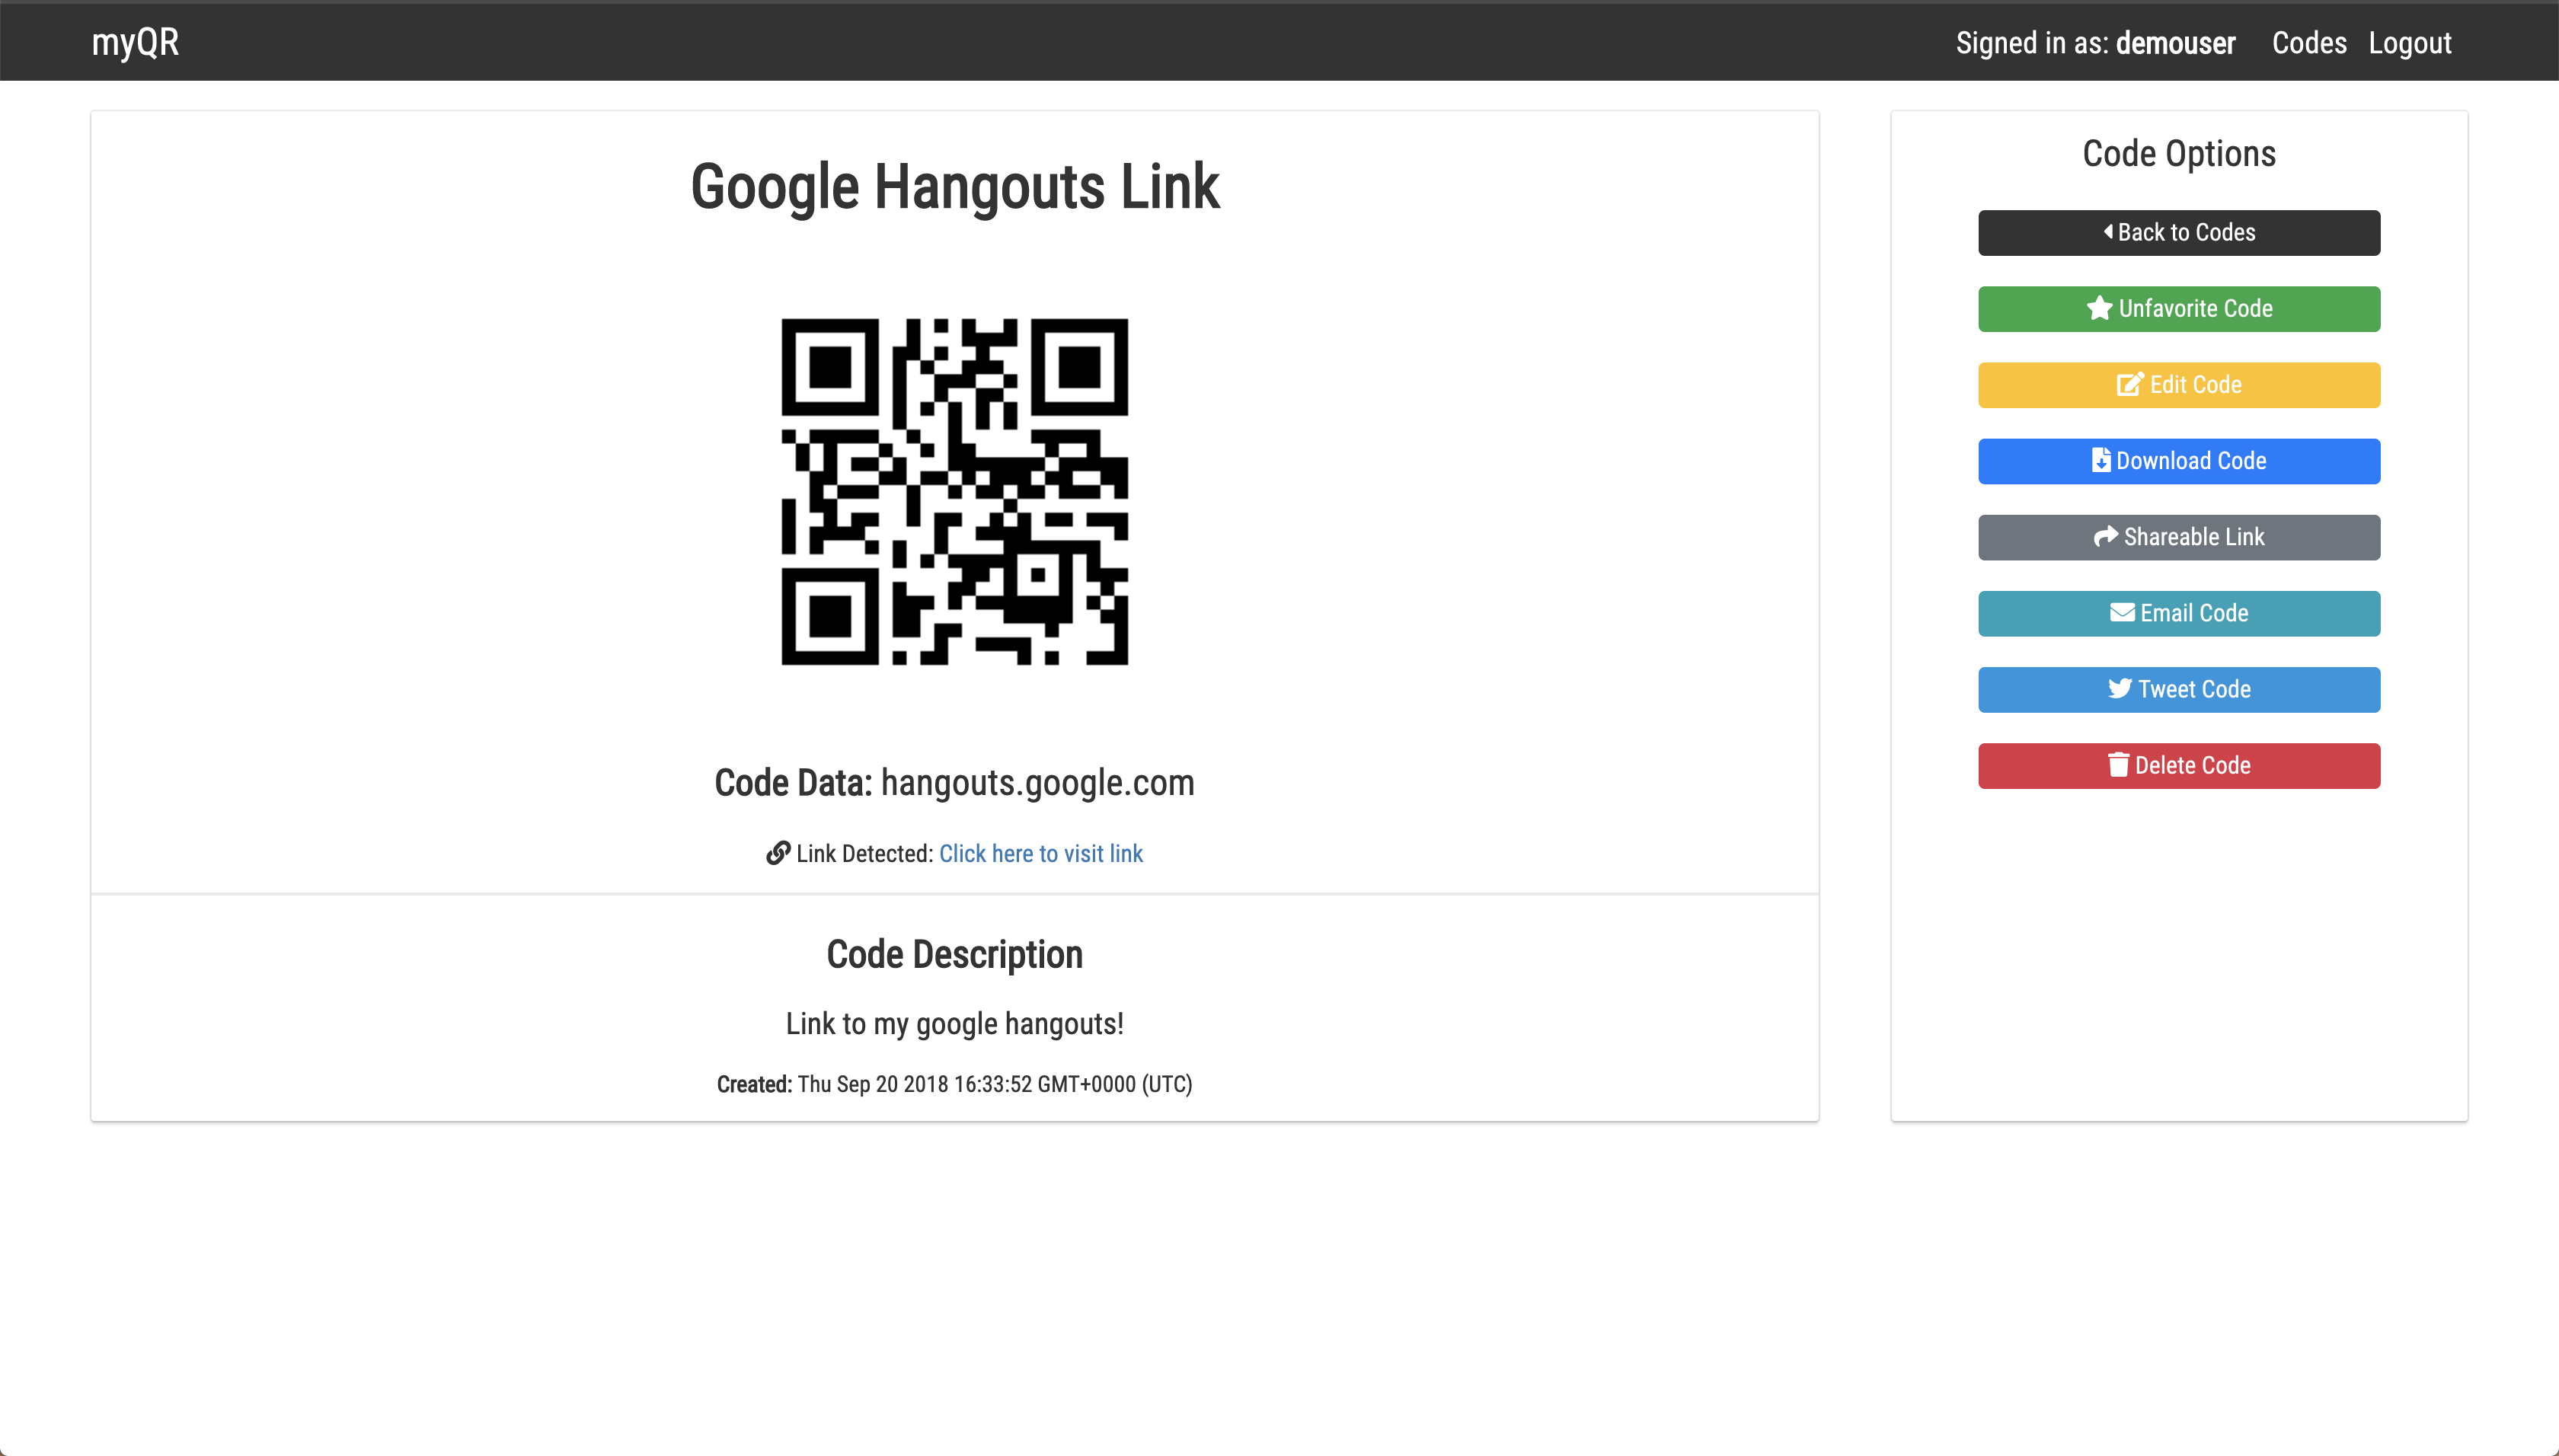 myQR
Signed in as: demouser Codes Logout
Google Hangouts Link
Code Data: hangouts.google.com
Link Detected: Click here to visit link
Code Description
Link to my google hangouts!
Created: Thu Sep 20 2018 16:33:52 GMT+0000 (UTC)
Code Options
Back to Codes
Unfavorite Code
Edit Code
Download Code
Shareable Link
Email Code
Tweet Code
Delete Code